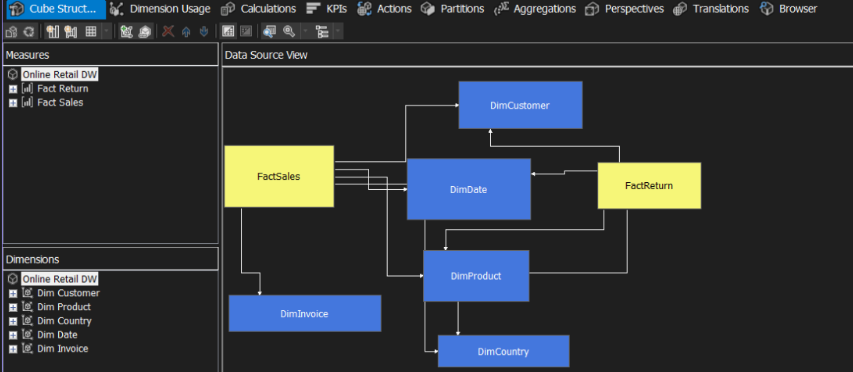 Cube Struct... Dimension Usage Calculations KPIs Actions Partitions Aggregations Perspectives Translations Browser
Measures
Online Retail DW
Fact Return
Fact Sales
Dimensions
Online Retail DW
Dim Customer
Dim Product
Dim Country
Dim Date
Dim Invoice
Data Source View
DimCustomer
FactSales
DimDate
FactReturn
DimProduct
DimInvoice
DimCountry